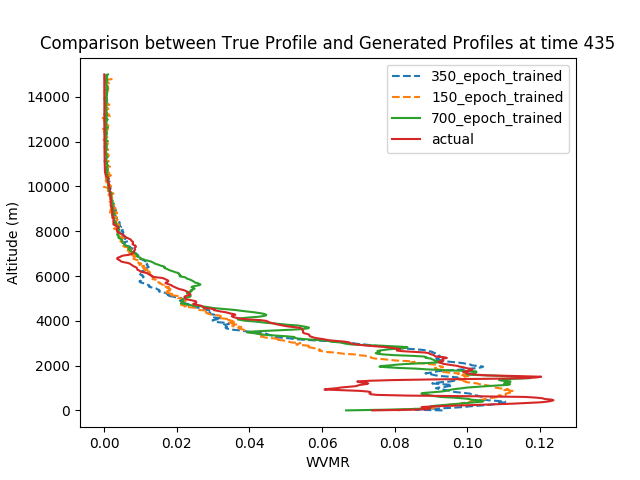 Comparison between True Profile and Generated Profiles at time 435
350_epoch_trained
150_epoch_trained
700_epoch_trained
actual
Altitude (m)
14000
12000
10000
8000
6000
4000
2000
0
0.00 0.02 0.04 0.06 0.08 0.10 0.12
WVMR